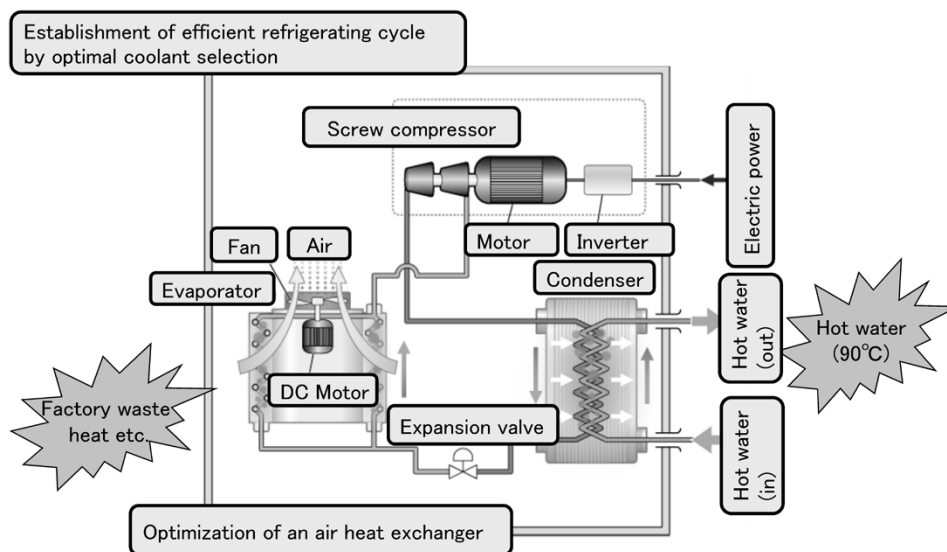 Establishment of efficient refrigerating cycle
by optimal coolant selection
Screw compressor
Electric power
Motor
Inverter
Fan
Air
Evaporator
Condenser
Hot water
(out)
Hot water
(90℃)
DC Motor
Factory waste
heat etc.
Expansion valve
Hot water
(in)
Optimization of an air heat exchanger